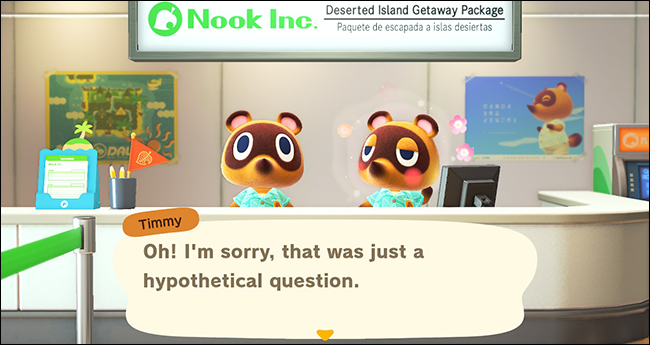 Nook Inc.
Deserted Island Getaway Package
Paquete de escapada a islas desiertas
DAL
Timmy
Oh! I'm sorry, that was just a
hypothetical question.